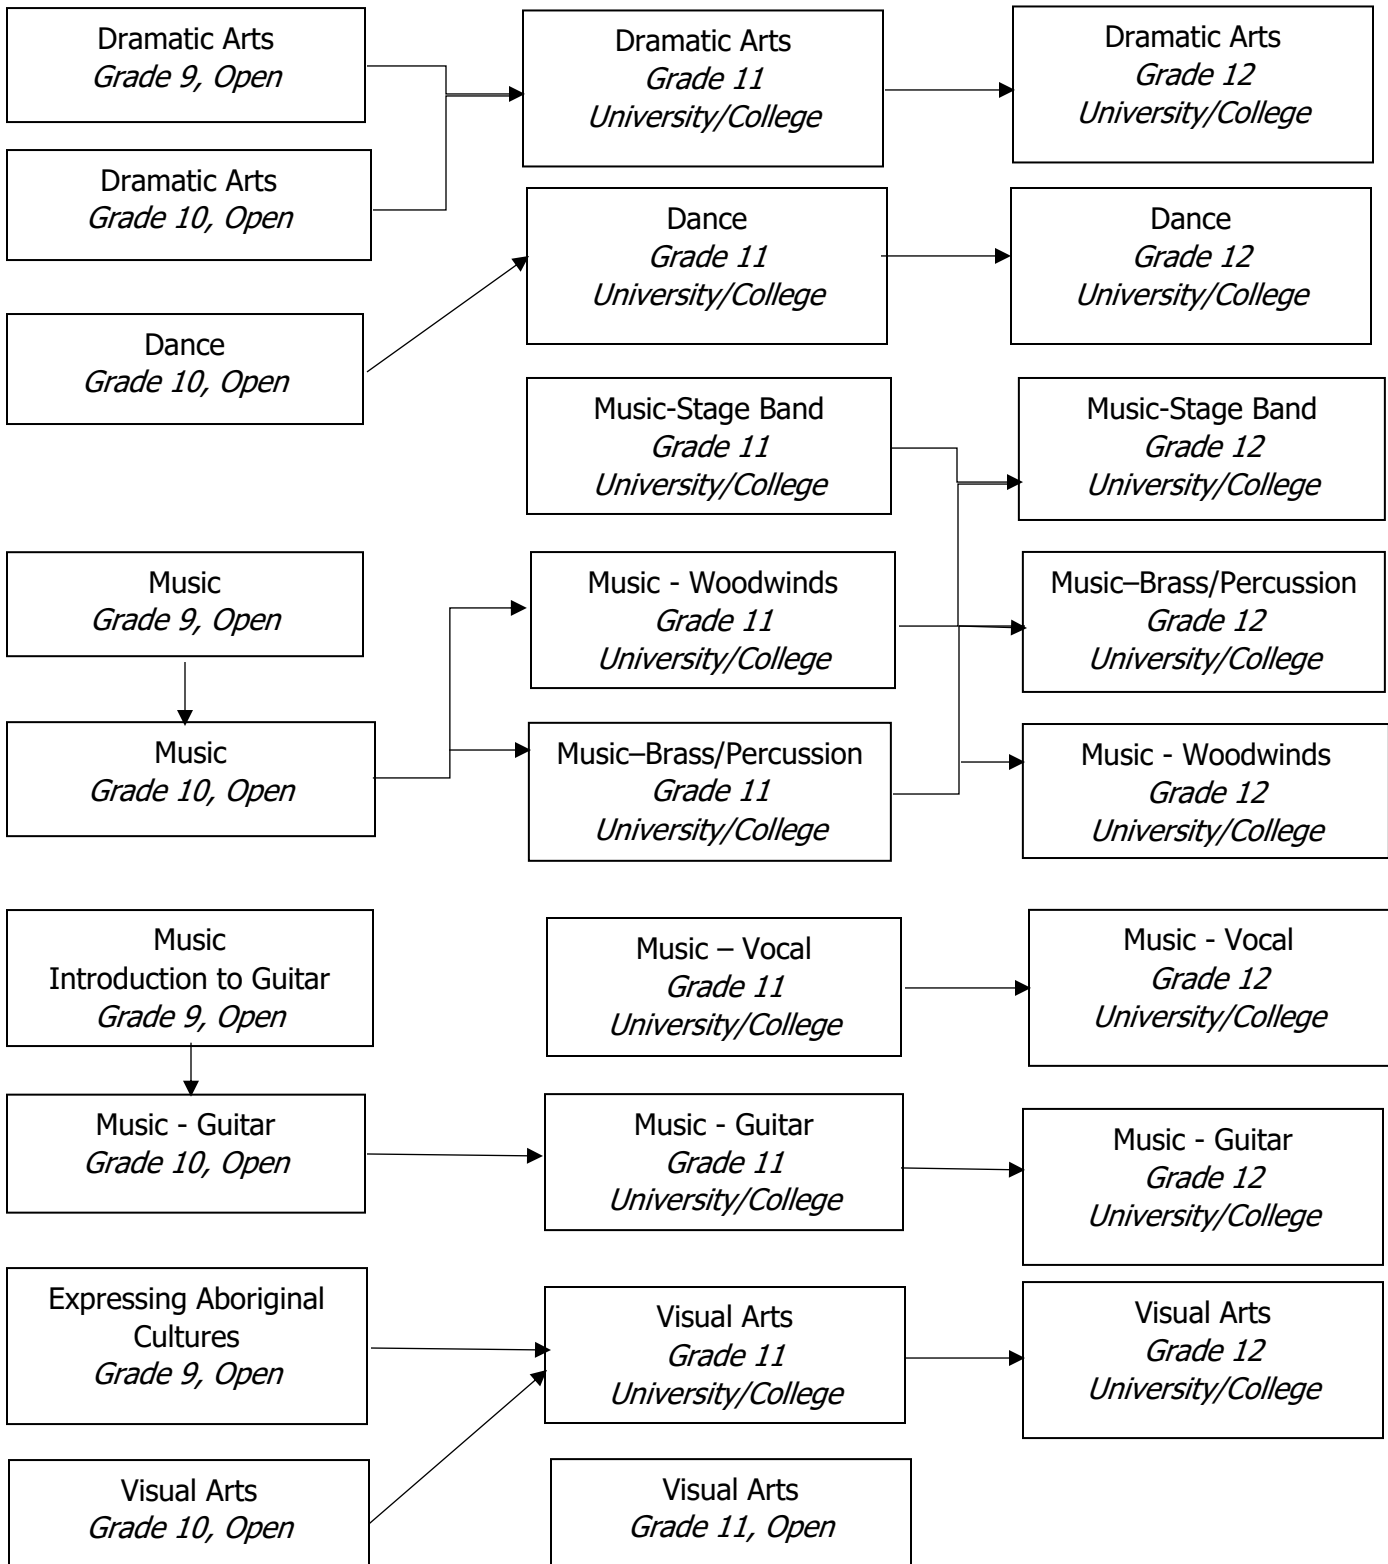 Dramatic Arts
Grade 9, Open
Dramatic Arts
Grade 11
University/College
Dramatic Arts
Grade 12
University/College
Dramatic Arts
Grade 10, Open
Dance
Grade 11
University/College
Dance
Grade 12
University/College
Dance
Grade 10, Open
Music-Stage Band
Grade 11
University/College
Music-Stage Band
Grade 12
University/College
Music
Grade 9, Open
Music - Woodwinds
Grade 11
University/College
Music–Brass/Percussion
Grade 12
University/College
Music
Grade 10, Open
Music–Brass/Percussion
Grade 11
University/College
Music - Woodwinds
Grade 12
University/College
Music
Introduction to Guitar
Grade 9, Open
Music – Vocal
Grade 11
University/College
Music - Vocal
Grade 12
University/College
Music - Guitar
Grade 10, Open
Music - Guitar
Grade 11
University/College
Music - Guitar
Grade 12
University/College
Expressing Aboriginal
Cultures
Grade 9, Open
Visual Arts
Grade 11
University/College
Visual Arts
Grade 12
University/College
Visual Arts
Grade 10, Open
Visual Arts
Grade 11, Open